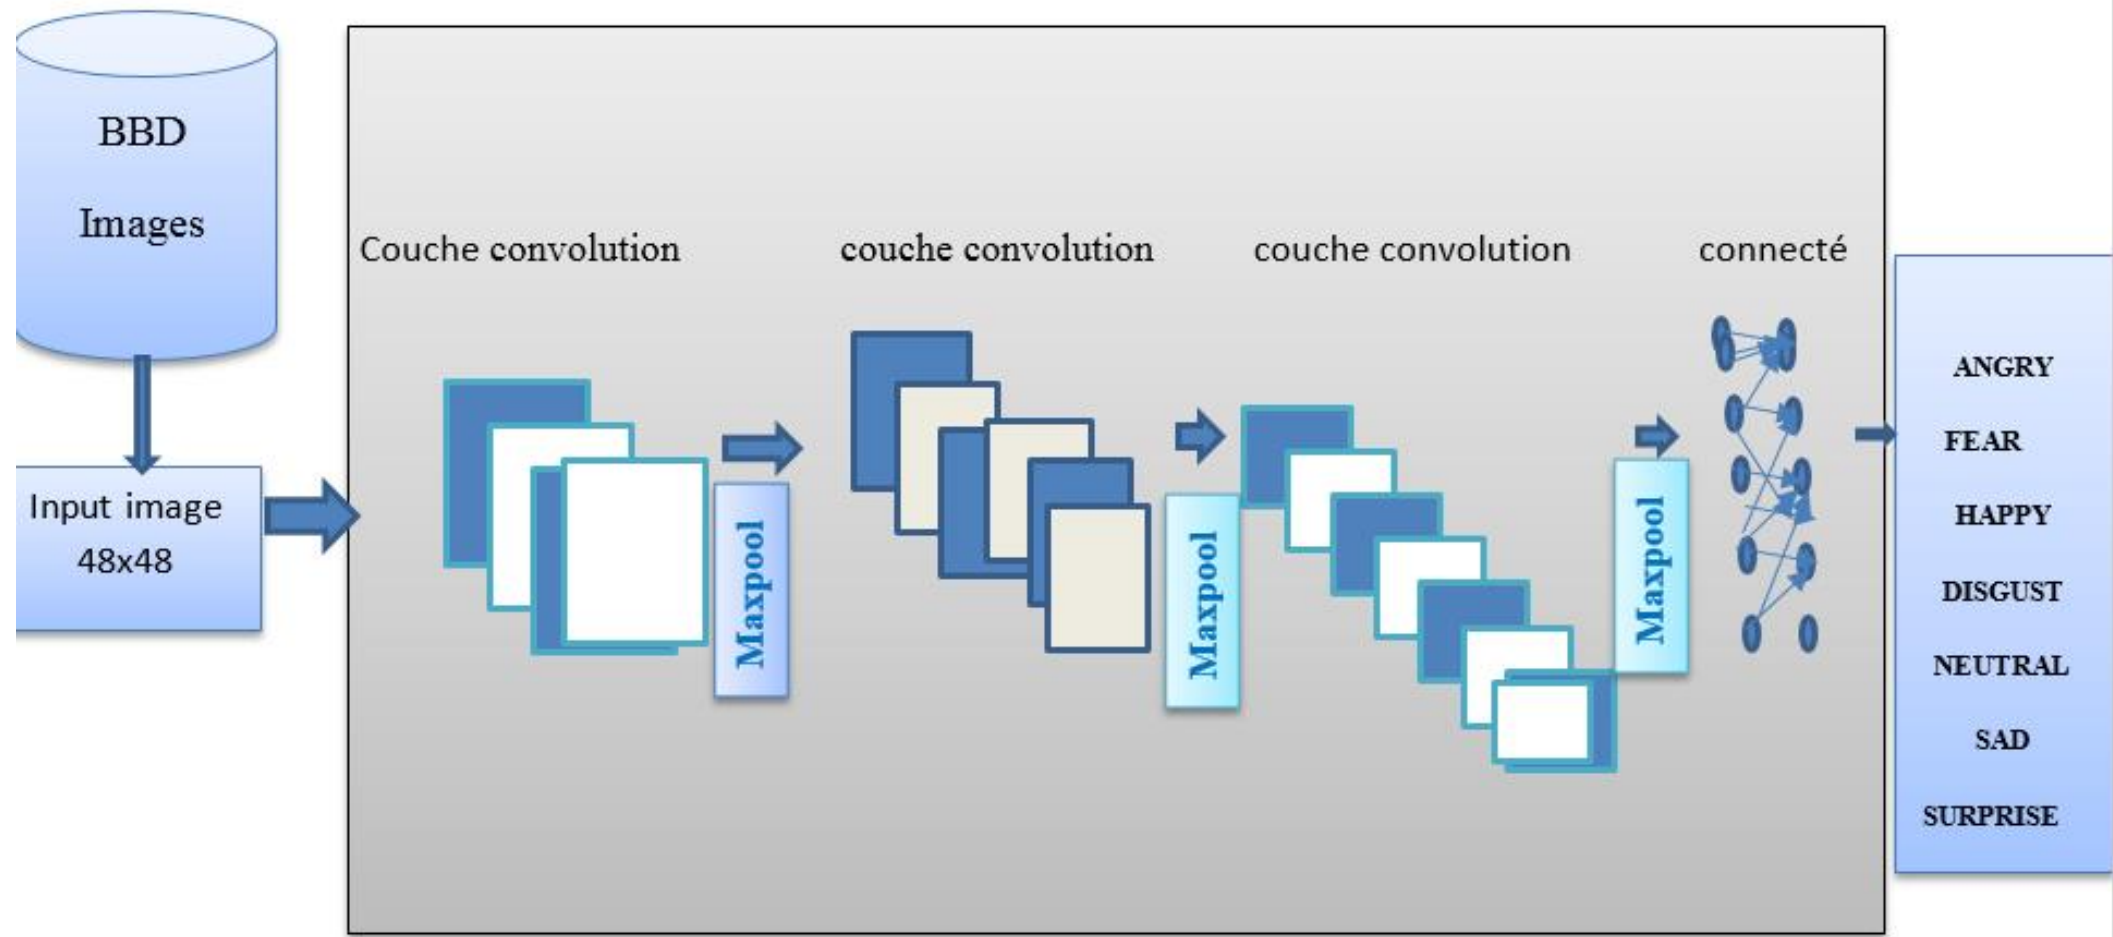 BBD
Images
Input image
48x48
Couche convolution
couche convolution
couche convolution
connecté
Maxpool
Maxpool
Maxpool
ANGRY
FEAR
HAPPY
DISGUST
NEUTRAL
SAD
SURPRISE